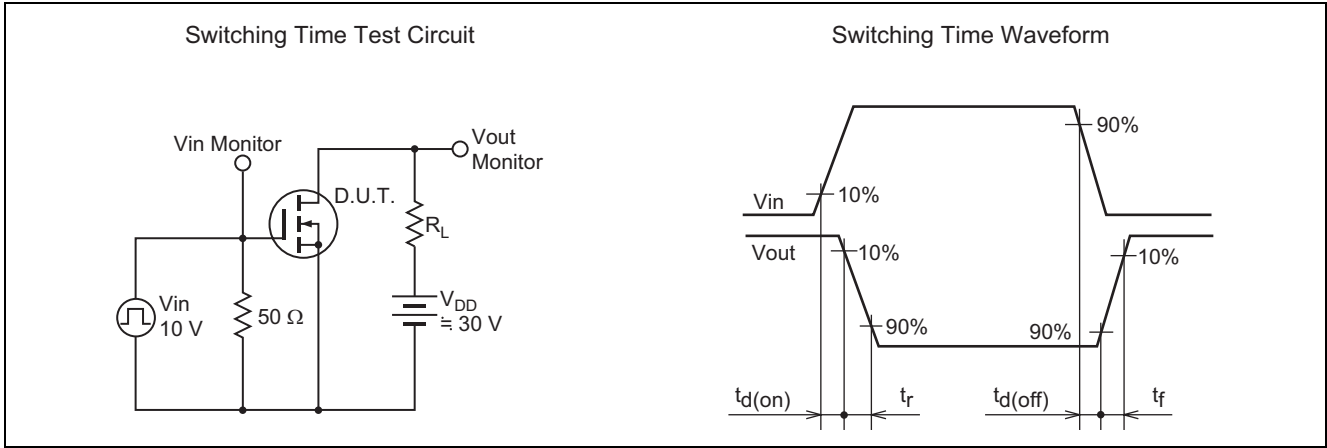 Switching Time Test Circuit
Vin Monitor
Vout
Monitor
D.U.T.
RL
Vin
10 V
50 Ω
VDD
≒ 30 V
Switching Time Waveform
90%
10%
Vin
Vout
10%
10%
90%
90%
td(on)
tr
td(off)
tf